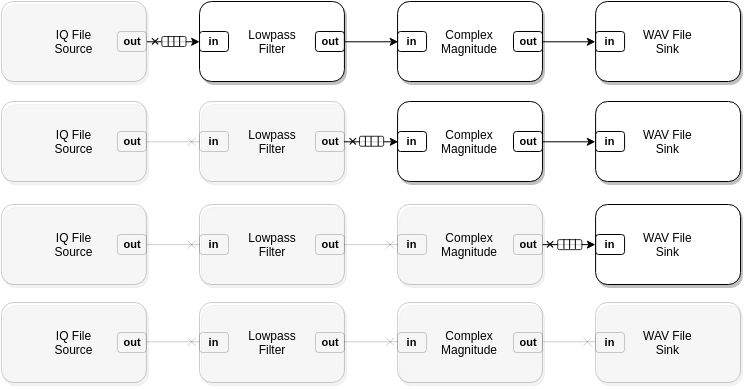 IQ File
Source
out
in
Lowpass
Filter
out
in
Complex
Magnitude
out
in
WAV File
Sink
IQ File
Source
out
in
Lowpass
Filter
out
in
Complex
Magnitude
out
in
WAV File
Sink
IQ File
Source
out
in
Lowpass
Filter
out
in
Complex
Magnitude
out
in
WAV File
Sink
IQ File
Source
out
in
Lowpass
Filter
out
in
Complex
Magnitude
out
in
WAV File
Sink